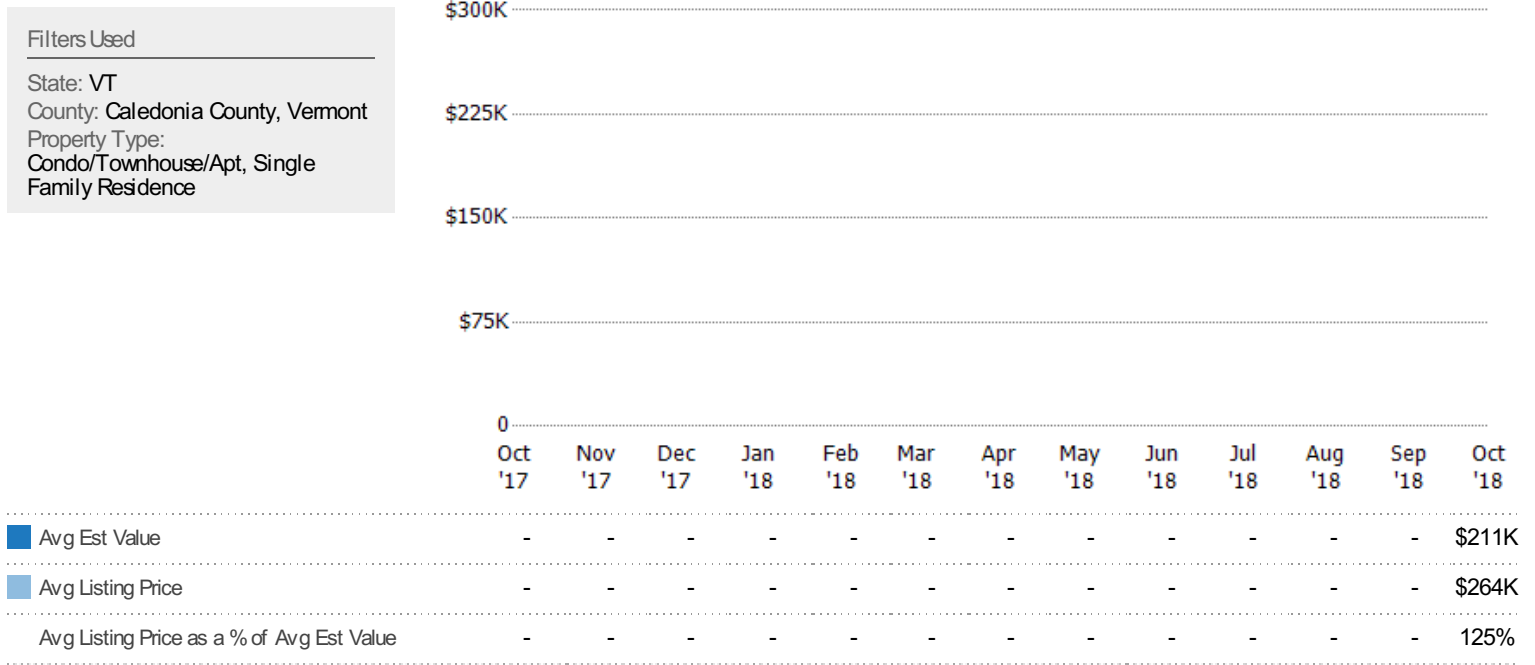 Filters Used
State: VT
County: Caledonia County, Vermont
Property Type:
Condo/Townhouse/Apt, Single
Family Residence
$300K
$225K
$150K
$75K
0
Oct Nov Dec Jan Feb Mar Apr May Jun Jul Aug Sep Oct
'17 '17 '17 '18 '18 '18 '18 '18 '18 '18 '18 '18 '18
Avg Est Value - - - - - - - - - - - - $211K
Avg Listing Price - - - - - - - - - - - - $264K
Avg Listing Price as a % of Avg Est Value - - - - - - - - - - - - 125%